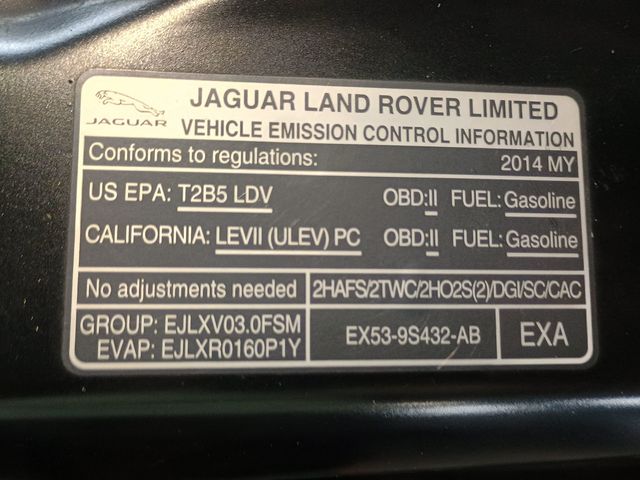 JAGUAR
JAGUAR LAND ROVER LIMITED
VEHICLE EMISSION CONTROL INFORMATION
Conforms to regulations: 2014 MY
US EPA: T2B5 LDV OBD:II FUEL: Gasoline
CALIFORNIA: LEVII (ULEV) PC OBD:II FUEL: Gasoline
No adjustments needed 2HAFS/2TWC/2HO2S(2)/DGI/SC/CAC
GROUP: EJLXV03.0FSM
EVAP: EJLXR0160P1Y
EX53-9S432-AB
EXA